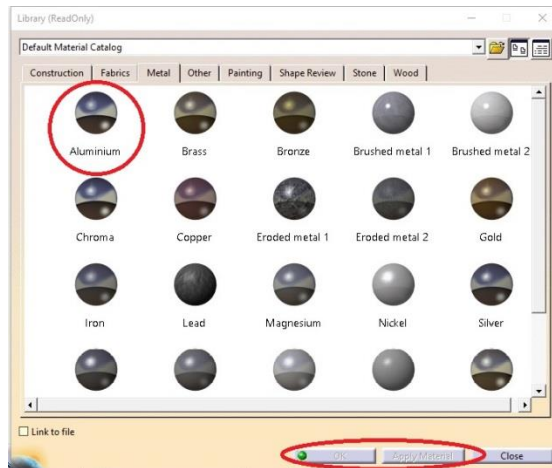 Library (ReadOnly)
Default Material Catalog
Construction Fabrics Metal Other Painting Shape Review Stone Wood
Aluminium Brass Bronze Brushed metal 1 Brushed metal 2
Chroma Copper Eroded metal 1 Eroded metal 2 Gold
Iron Lead Magnesium Nickel Silver
Link to file
OK Apply Material Close